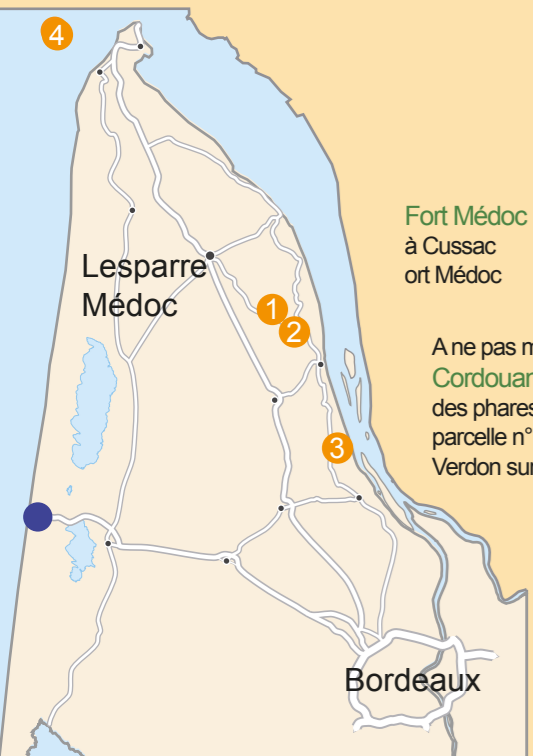 4
Fort Médoc
à Cussac
ort Médoc
Lesparre
Médoc
1
2
A ne pas m
Cordouan
des phares
parcelle n°
Verdon sur
3
Bordeaux